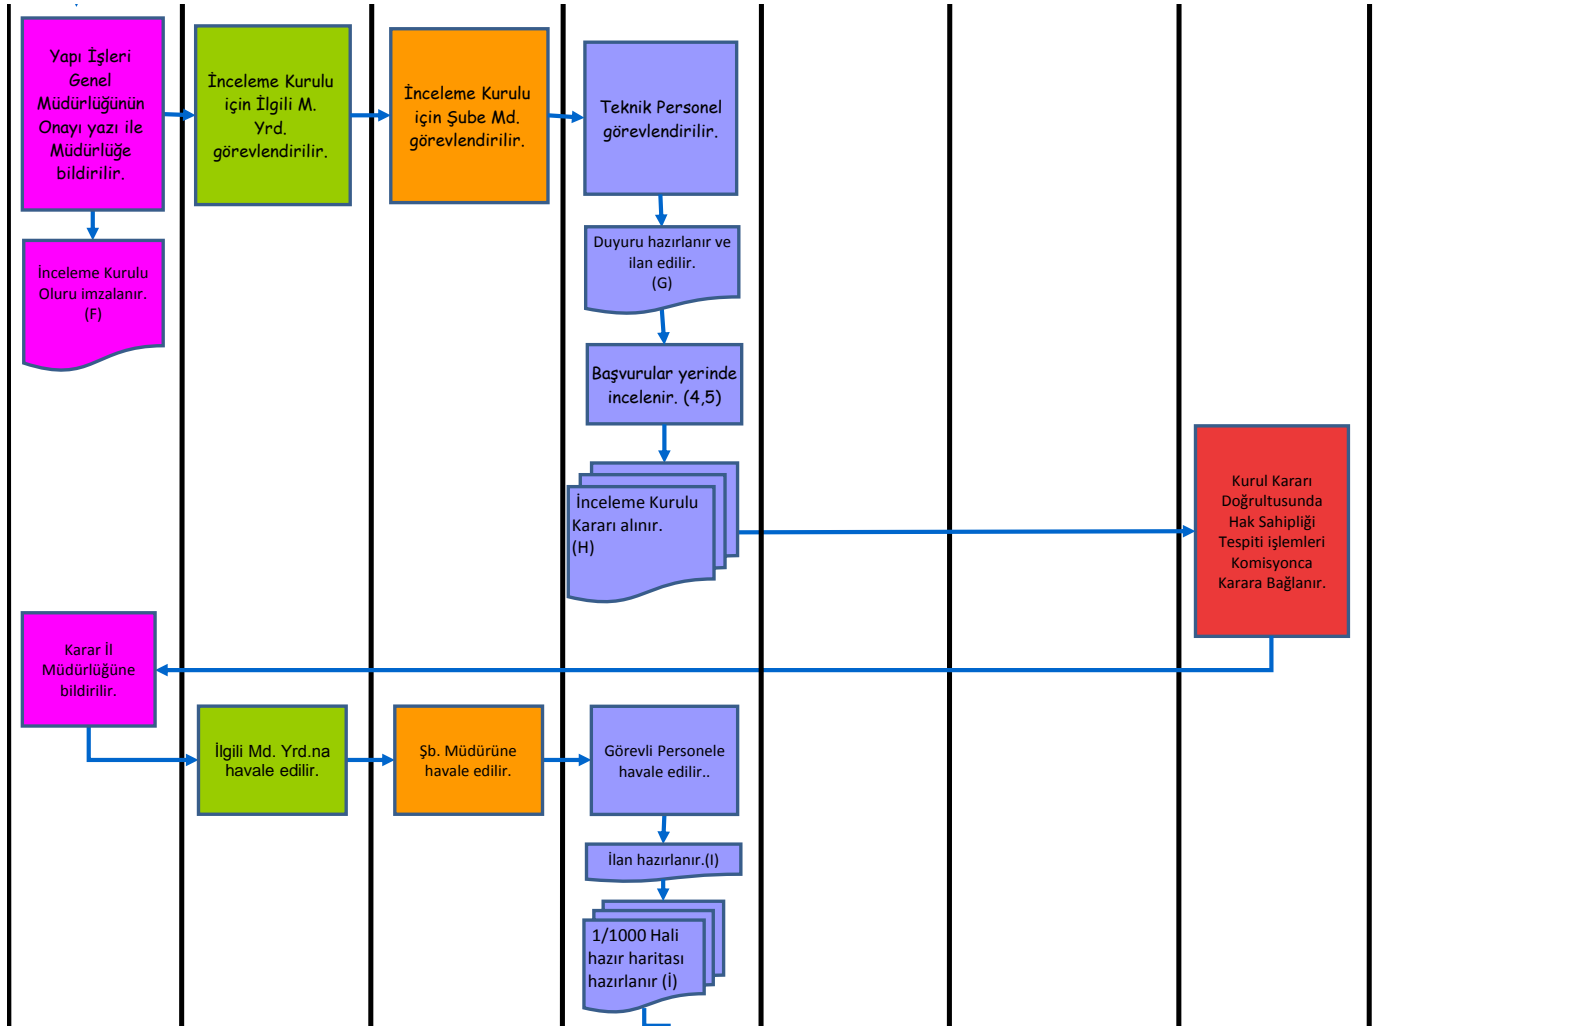 Yapı İşleri
Genel
Müdürlüğünün
Onayı yazı ile
Müdürlüğe
bildirilir.
İnceleme Kurulu
için İlgili M.
Yrd.
görevlendirilir.
İnceleme Kurulu
için Şube Md.
görevlendirilir.
Teknik Personel
görevlendirilir.
İnceleme Kurulu
Oluru imzalanır.
(F)
Duyuru hazırlanır ve
ilan edilir.
(G)
Başvurular yerinde
incelenir. (4,5)
İnceleme Kurulu
Kararı alınır.
(H)
Kurul Kararı
Doğrultusunda
Hak Sahipliği
Tespiti işlemleri
Komisyonca
Karara Bağlanır.
Karar İl
Müdürlüğüne
bildirilir.
İlgili Md. Yrd.na
havale edilir.
Şb. Müdürüne
havale edilir.
Görevli Personele
havale edilir..
İlan hazırlanır.(I)
1/1000 Hali
hazır haritası
hazırlanır (İ)